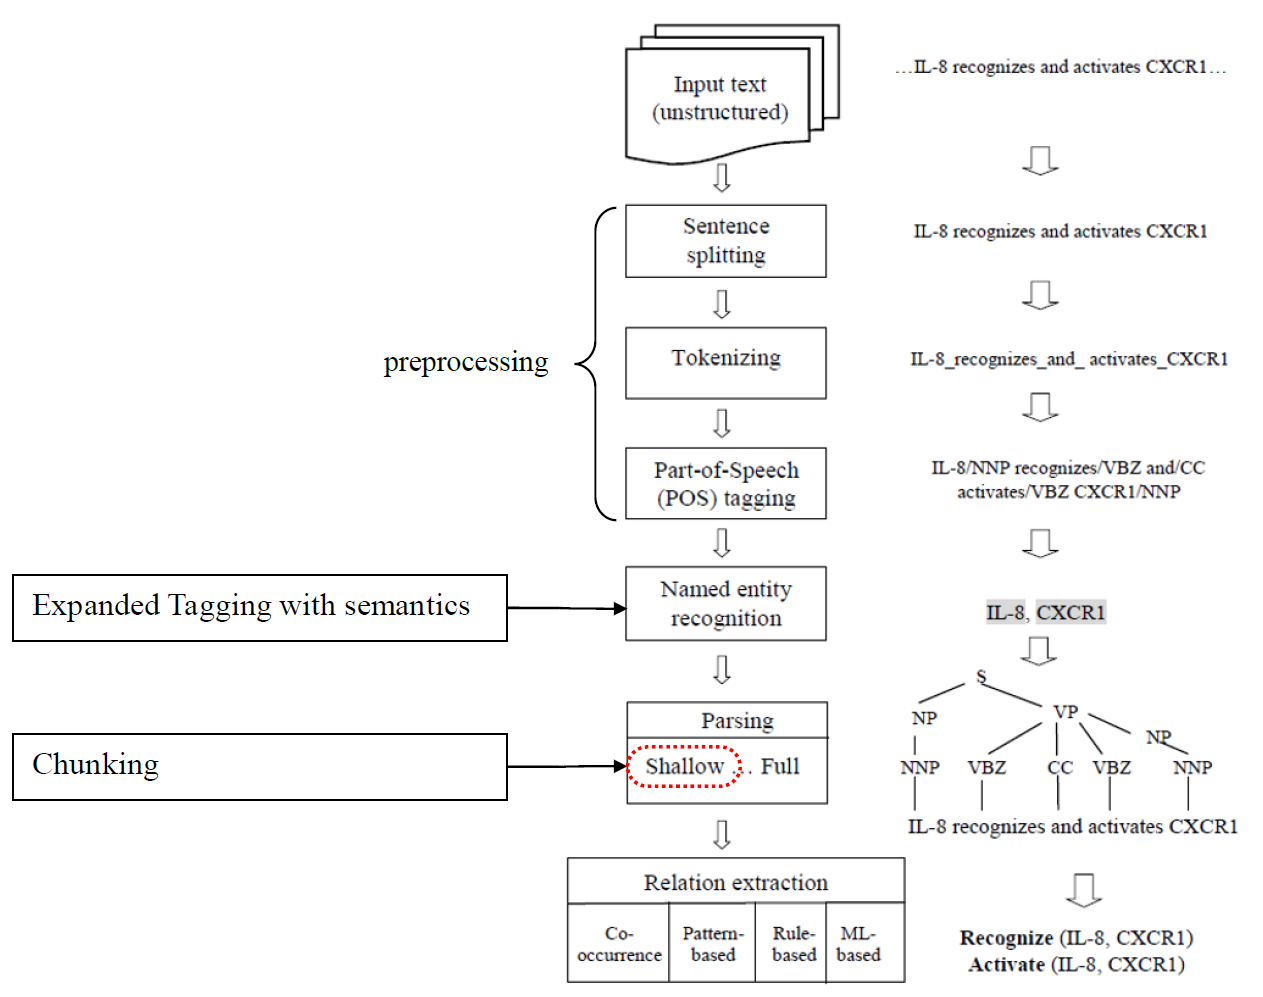 Input text
(unstructured)
…IL-8 recognizes and activates CXCR1…
Sentence
splitting
IL-8 recognizes and activates CXCR1
preprocessing
Tokenizing
IL-8_recognizes_and_ activates_CXCR1
Part-of-Speech
(POS) tagging
IL-8/NNP recognizes/VBZ and/CC
activates/VBZ CXCR1/NNP
Expanded Tagging with semantics
Named entity
recognition
IL-8, CXCR1
Parsing
Chunking
Shallow … Full
S
NP
VP
NP
NNP VBZ CC VBZ NNP
IL-8 recognizes and activates CXCR1
Relation extraction
Co-
occurrence
Pattern-
based
Rule-
based
ML-
based
Recognize (IL-8, CXCR1)
Activate (IL-8, CXCR1)